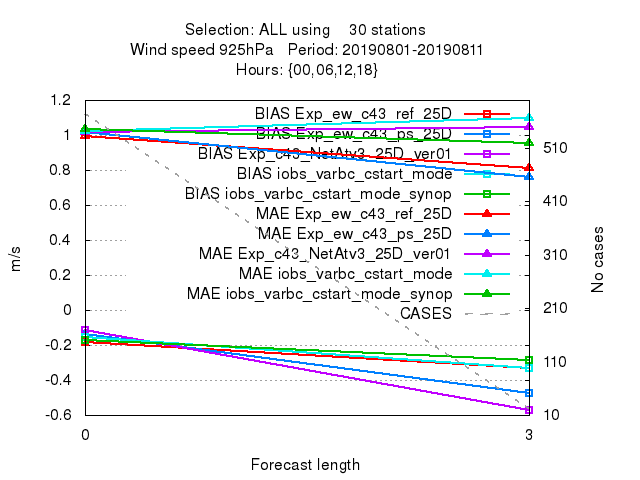 Selection: ALL using 30 stations
Wind speed 925hPa Period: 20190801-20190811
Hours: {00,06,12,18}
1.2
1
0.8
0.6
0.4
0.2
0
-0.2
-0.4
-0.6
m/s
BIAS Exp_ew_c43_ref_25D
BIAS Exp_ew_c43_ps_25D
BIAS Exp_c43_NetAtv3_25D_ver01
BIAS iobs_varbc_cstart_mode
BIAS iobs_varbc_cstart_mode_synop
MAE Exp_ew_c43_ref_25D
MAE Exp_ew_c43_ps_25D
MAE Exp_c43_NetAtv3_25D_ver01
MAE iobs_varbc_cstart_mode
MAE iobs_varbc_cstart_mode_synop
CASES
510
410
310
210
110
10
No cases
0 3
Forecast length